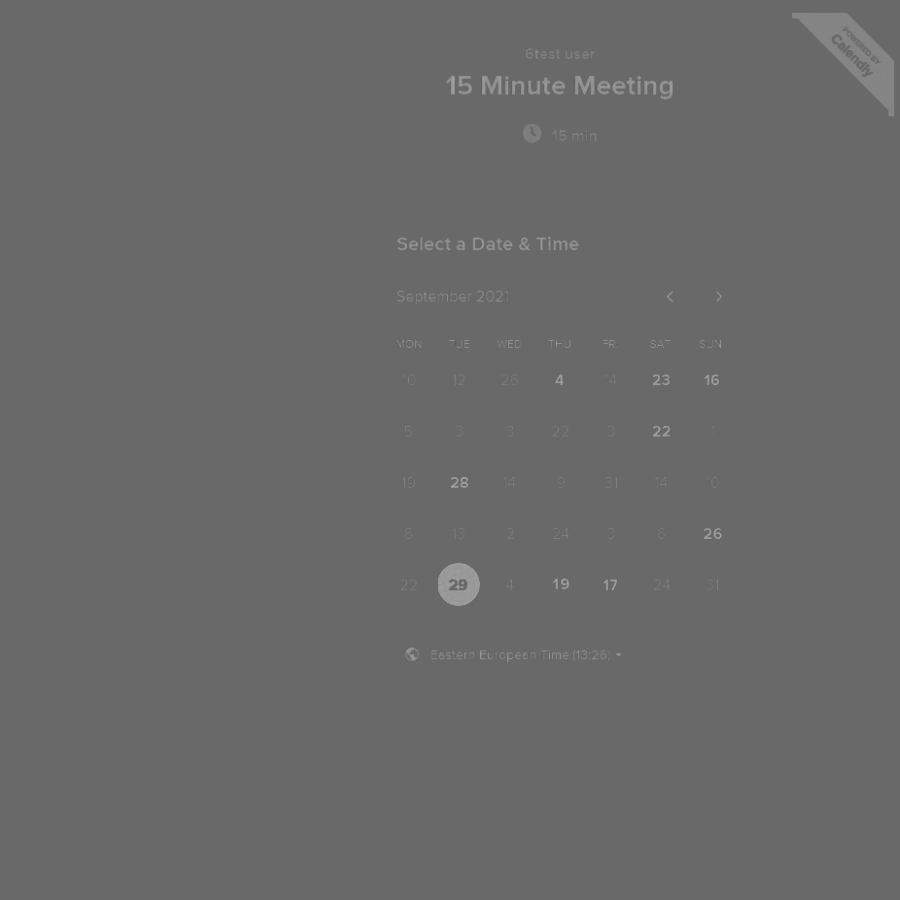 POWERED BY
Calendly
6test user
15 Minute Meeting
15 min
Select a Date & Time
September 2021
MON TUE WED THU FRI SAT SUN
10 12 26 4 14 23 16
5 3 3 22 3 22 1
19 28 14 9 31 14 10
13 2 24 3 26
22 29 4 19 17 24 31
Eastern European Time (13:26)